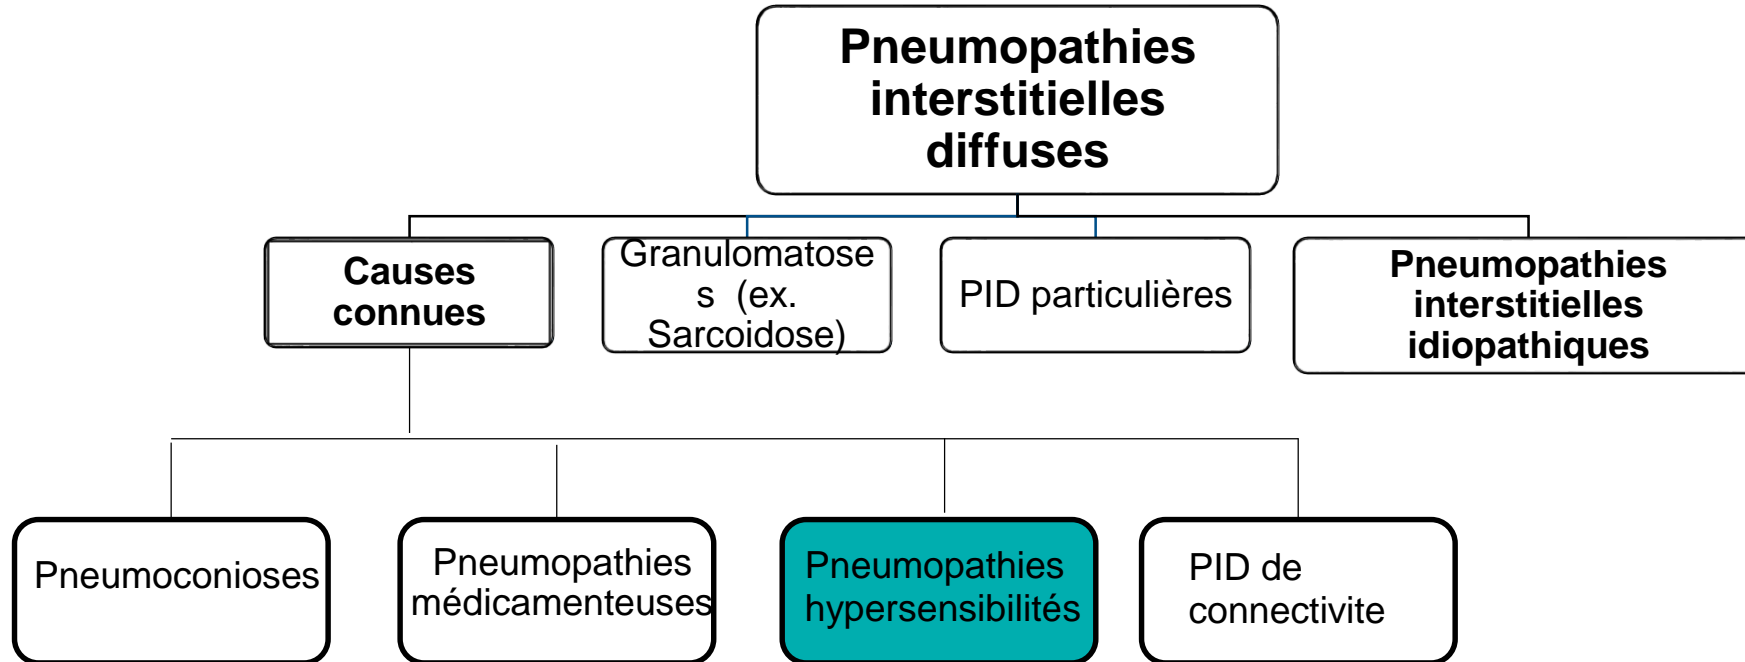 Pneumopathies
interstitielles
diffuses
Causes
connues
Granulomatose
s (ex.
Sarcoidose)
PID particulières
Pneumopathies
interstitielles
idiopathiques
Pneumoconioses
Pneumopathies
médicamenteuses
Pneumopathies
hypersensibilités
PID de
connectivite